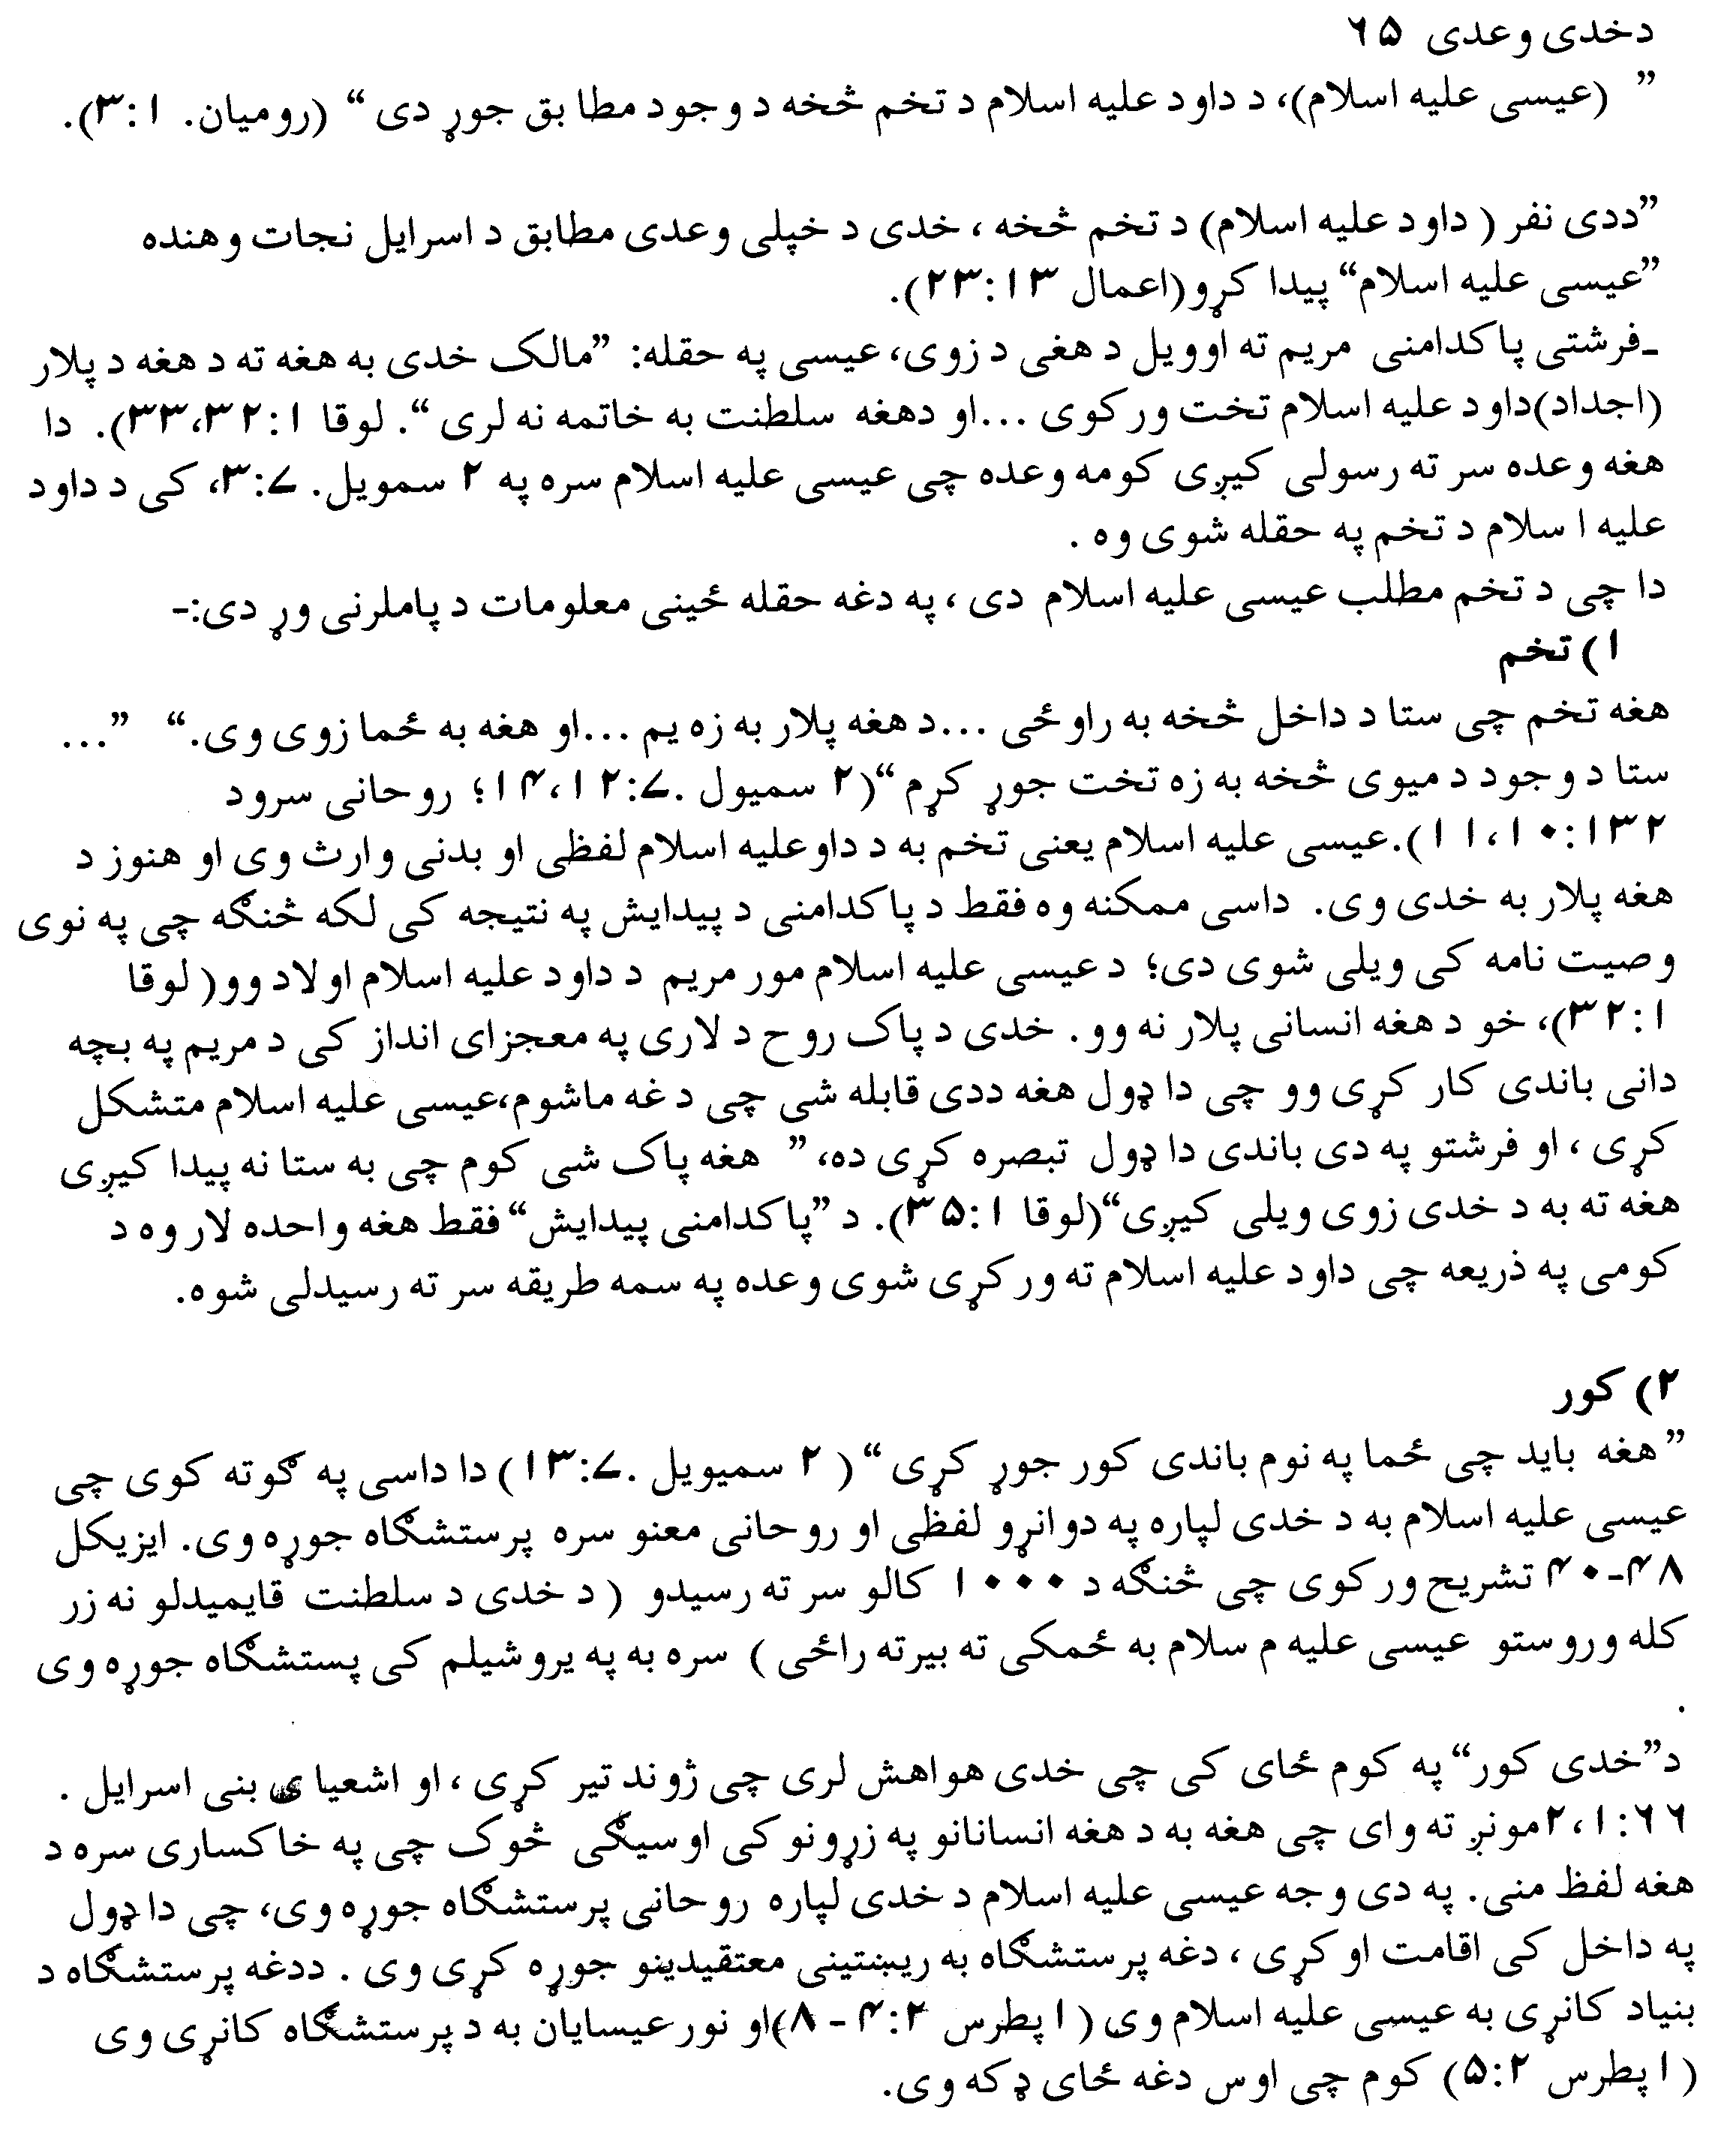 دخدی وعدی ۶۵
” (عیسی علیه اسلام)، د داود علیه اسلام د تخم څخه د وجود مطابق جوړ دی “ (رومیان. ۳:۱).
”ددی نفر ( داود علیه اسلام) د تخم څخه ، خدی د خپلی وعدی مطابق د اسرایل نجات وهنده
”عیسی علیه اسلام“ پیدا کړو(اعمال ۲۳:۱۳).
ـفرشتی پاکدامنی مریم ته اوویل د هغی د زوی، عیسی په حقله: ”مالک خدی به هغه ته د هغه د پلار
(اجداد)داود علیه اسلام تخت ورکوی ...او دهغه سلطنت به خاتمه نه لری “. لوقا ۳۳،۳۲:۱). دا
هغه وعده سر ته رسولی کیږی کومه وعده چی عیسی علیه اسلام سره په ۲ سمویل. ۳:۷، کی د داود
علیه ا سلام د تخم په حقله شوی وه .
دا چی د تخم مطلب عیسی علیه اسلام دی ، په دغه حقله ځینی معلومات د پاملرنی وړ دی:-
۱) تخم
هغه تخم چی ستا د داخل څخه به راوځی ...د هغه پلار به زه یم ...او هغه به ځما زوی وی.“ ”...
ستا د وجود د میوی څخه به زه تخت جوړ کړم “(۲ سمیول .۱۴،۱۲:۷؛ روحانی سرود
۱۱،۱۰:۱۳۲).عیسی علیه اسلام یعنی تخم به د داوعلیه اسلام لفظی او بدنی وارث وی او هنوز د
هغه پلار به خدی وی. داسی ممکنه وه فقط د پاکدامنی د پیدایش په نتیجه کی لکه څنګه چی په نوی
وصیت نامه کی ویلی شوی دی؛ د عیسی علیه اسلام مور مریم د داود علیه اسلام اولاد وو( لوقا
۳۲:۱)، خو د هغه انسانی پلار نه وو. خدی د پاک روح د لاری په معجزای انداز کی د مریم په بچه
دانی باندی کار کړی وو چی دا ډول هغه ددی قابله شی چی دغه ماشوم،عیسی علیه اسلام متشکل
کړی ، او فرشتو په دی باندی دا ډول تبصره کړی ده، ” هغه پاک شی کوم چی به ستا نه پیدا کیږی
هغه ته به د خدی زوی ویلی کیږی“(لوقا ۳۵:۱). د ”پاکدامنی پیدایش“ فقط هغه واحده لار وه د
کومی په ذریعه چی داود علیه اسلام ته ورکړی شوی وعده په سمه طریقه سر ته رسیدلی شوه.
۲) کور
”هغه باید چی ځما په نوم باندی کور جوړ کړی “ ( ۲ سمیویل .۱۳:۷) دا داسی په ګوته کوی چی
عیسی علیه اسلام به د خدی لپاره په دوانړو لفظی او روحانی معنو سره پرستشګاه جوړه وی. ایزیکل
۴۸-۴۰ تشریح ورکوی چی څنګه د ۱۰۰۰ کالو سر ته رسیدو ( د خدی د سلطنت قایمیدلو نه زر
کله وروستو عیسی علیه م سلام به ځمکی ته بیرته راځی ) سره به په یروشیلم کی پستشګاه جوړه وی
.
د”خدی کور“ په کوم ځای کی چی خدی هواهش لری چی ژوند تیر کړی ، او اشعیا ی بنی اسرایل .
۲،۱:۶۶مونږ ته وای چی هغه به د هغه انسانانو په زړونو کی اوسیګی څوک چی په خاکساری سره د
هغه لفظ منی. په دی وجه عیسی علیه اسلام د خدی لپاره روحانی پرستشګاه جوړه وی، چی دا ډول
په داخل کی اقامت اوکړی ، دغه پرستشګاه به ریښتینی معتقیدینو جوړه کړی وی . ددغه پرستشګاه د
بنیاد کانړی به عیسی علیه اسلام وی ( ۱ پطرس ۴:۲ - ۸)او نور عیسایان به د پرستشګاه کانړی وی
( ۱ پطرس ۵:۲) کوم چی اوس دغه ځای ډکه وی.